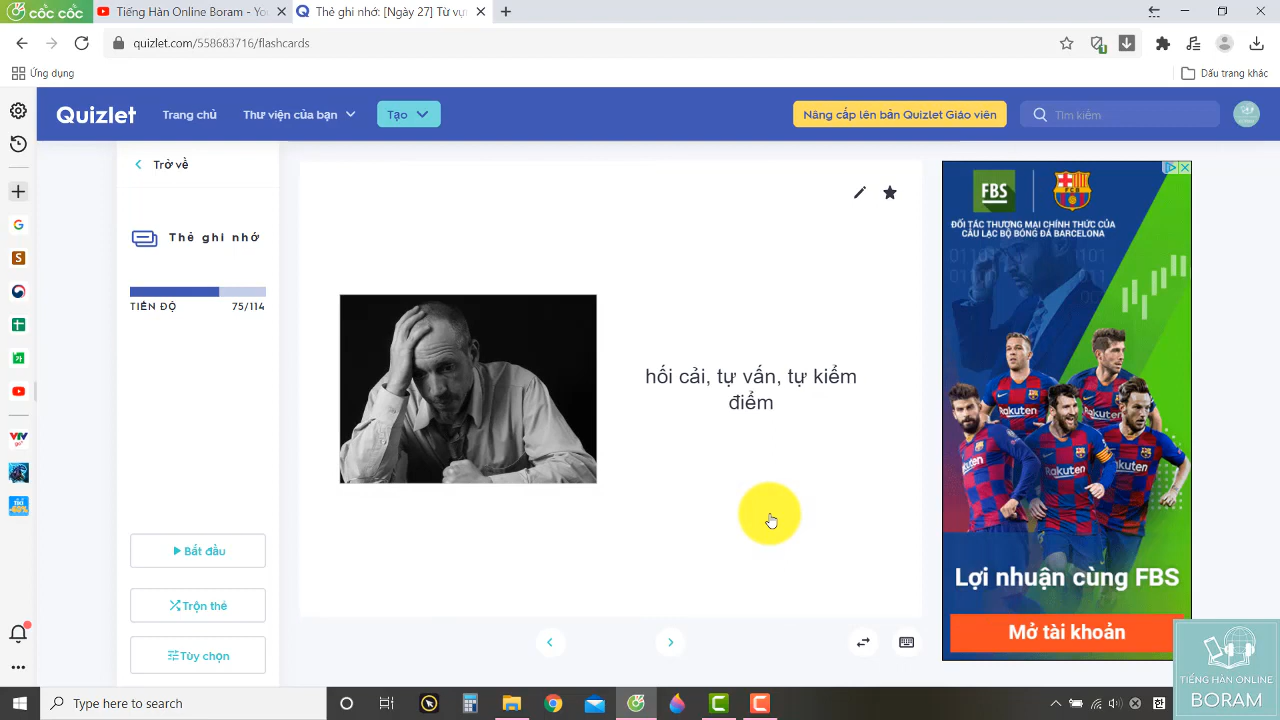 cốc cốc
Tiếng Hàn Online Boram - Yo
Thẻ ghi nhớ: [Ngày 27] Từ vự
quizlet.com/558683716/flashcards
1
Ứng dụng
Dấu trang khác
Quizlet
Trang chủ
Thư viện của bạn
Tạo
Nâng cấp lên bản Quizlet Giáo viên
Tìm kiếm
Trở về
Thẻ ghi nhớ
TIẾN ĐỘ
75/114
hối cải, tự vấn, tự kiểm
điểm
Bắt đầu
Trộn thẻ
Tùy chọn
FBS
ĐỐI TÁC THƯƠNG MẠI CHÍNH THỨC CỦA
CÂU LẠC BỘ BÓNG ĐÁ BARCELONA
Rakuten
Rakuten
Rakuten
Rakuten
Lợi nhuận cùng FBS
Mở tài khoản
TIẾNG HÀN ONLINE
BORAM
Type here to search